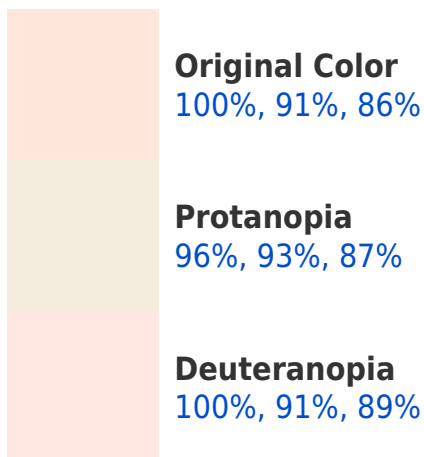 Original Color
100%, 91%, 86%
Protanopia
96%, 93%, 87%
Deuteranopia
100%, 91%, 89%